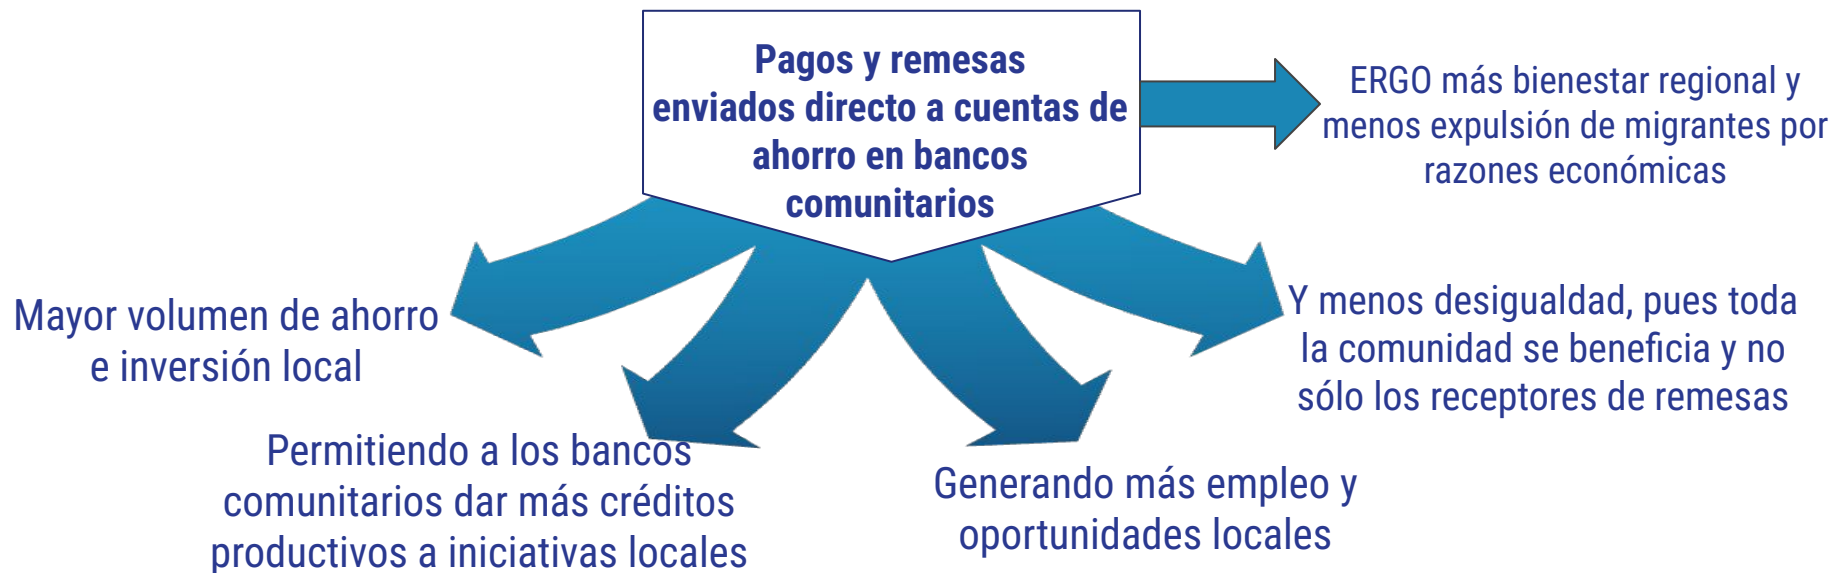 Pagos y remesas
enviados directo a cuentas de
ahorro en bancos
comunitarios
ERGO más bienestar regional y
menos expulsión de migrantes por
razones económicas
Mayor volumen de ahorro
e inversión local
Permitiendo a los bancos
comunitarios dar más créditos
productivos a iniciativas locales
Generando más empleo y
oportunidades locales
Y menos desigualdad, pues toda
la comunidad se beneficia y no
sólo los receptores de remesas